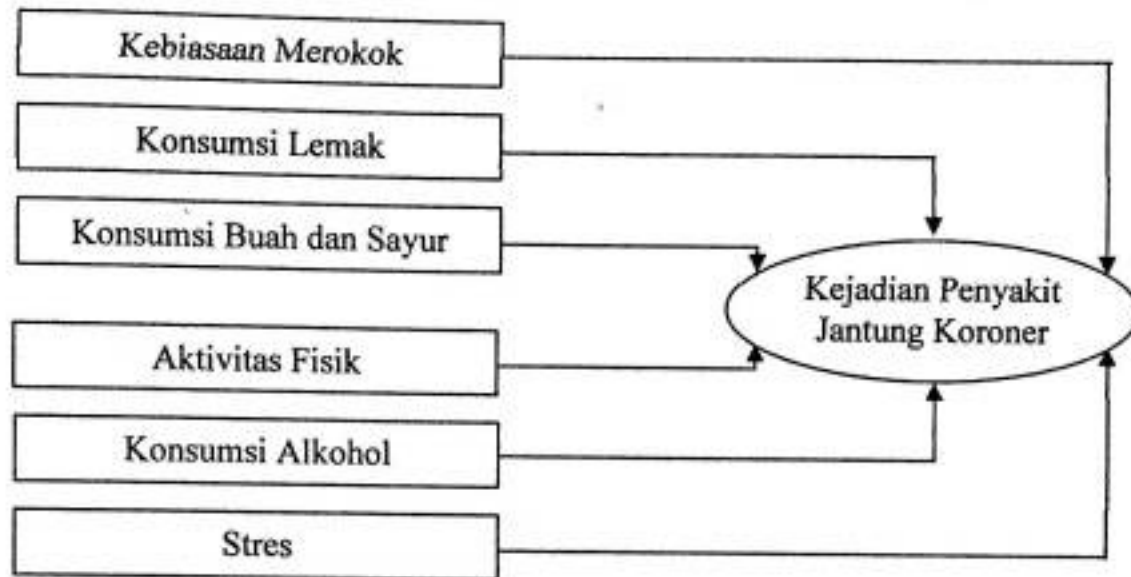 Kebiasaan Merokok
Konsumsi Lemak
Konsumsi Buah dan Sayur
Kejadian Penyakit
Jantung Koroner
Aktivitas Fisik
Konsumsi Alkohol
Stres